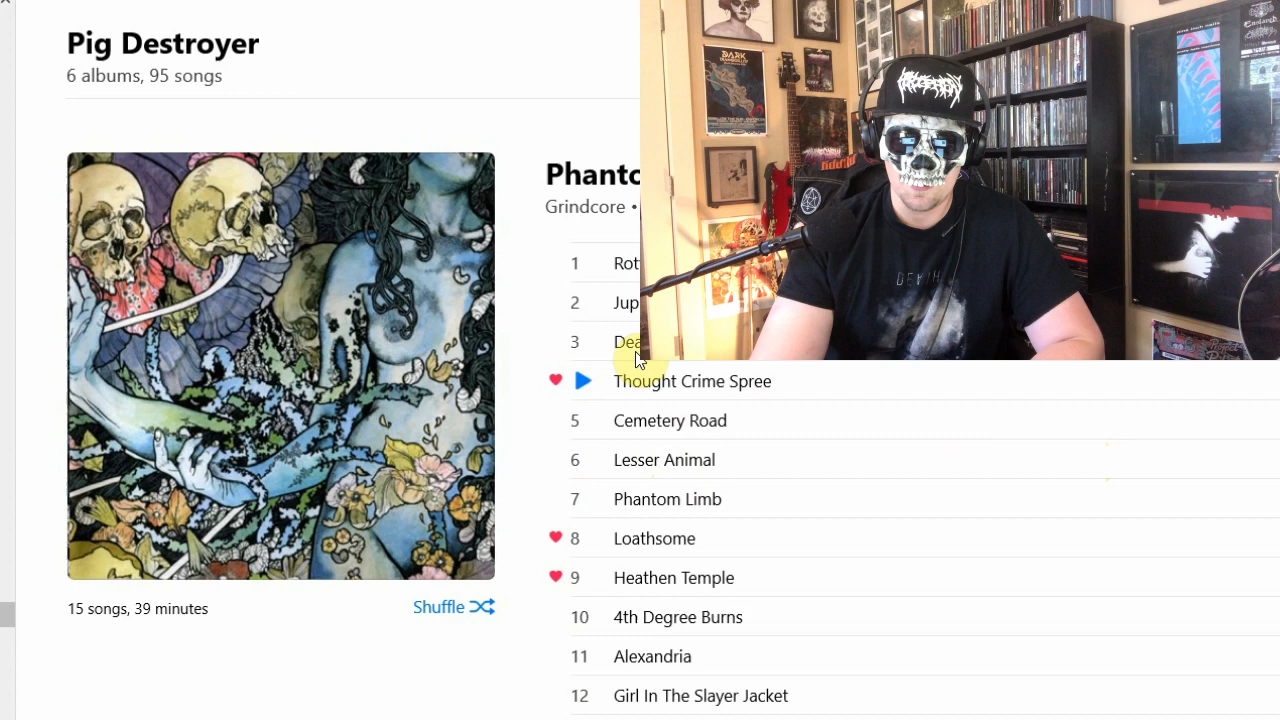 Pig Destroyer
6 albums, 95 songs
Phanto
Grindcore •
1 Rot
2 Jup
3 Dea
Thought Crime Spree
5 Cemetery Road
6 Lesser Animal
7 Phantom Limb
8 Loathsome
9 Heathen Temple
10 4th Degree Burns
11 Alexandria
12 Girl In The Slayer Jacket
15 songs, 39 minutes
Shuffle
DARK
DEATH